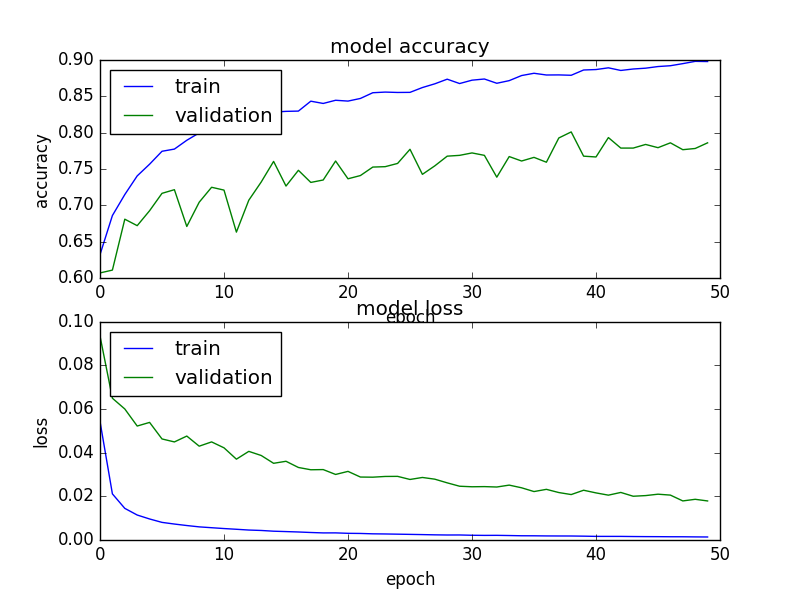 model accuracy
0.90
0.85
0.80
0.75
0.70
0.65
0.60
accuracy
train
validation
0 10 20 30 40 50
epoch
model loss
0.10
0.08
0.06
0.04
0.02
0.00
loss
train
validation
0 10 20 30 40 50
epoch